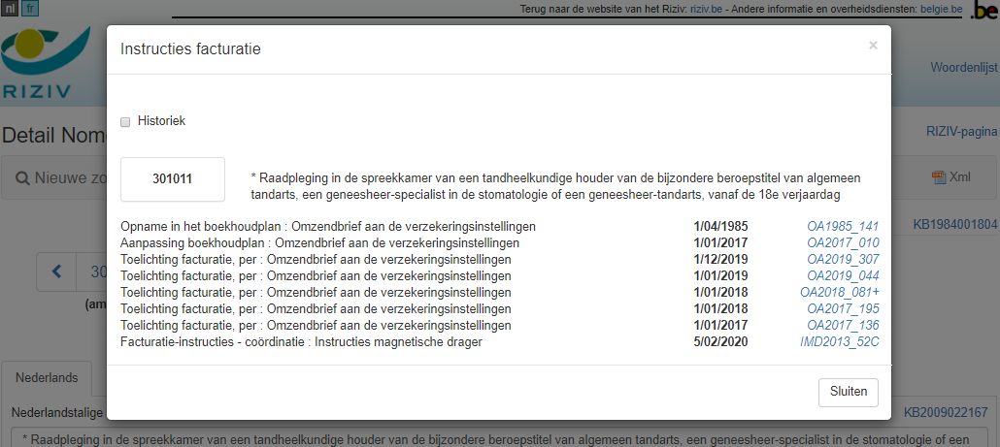 nl fr
Terug naar de website van het Riziv: riziv.be - Andere informatie en overheidsdiensten: belgie.be .be
Instructies facturatie ×
RIZIV
Woordenlijst
Historiek
Detail Nom
RIZIV-pagina
Nieuwe zo
301011
* Raadpleging in de spreekkamer van een tandheelkundige houder van de bijzondere beroepstitel van algemeen
tandarts, een geneesheer-specialist in de stomatologie of een geneesheer-tandarts, vanaf de 18e verjaardag
Xml
KB1984001804
Opname in het boekhoudplan : Omzendbrief aan de verzekeringsinstellingen 1/04/1985 OA1985_141
Aanpassing boekhoudplan : Omzendbrief aan de verzekeringsinstellingen 1/01/2017 OA2017_010
Toelichting facturatie, per : Omzendbrief aan de verzekeringsinstellingen 1/12/2019 OA2019_307
Toelichting facturatie, per : Omzendbrief aan de verzekeringsinstellingen 1/01/2019 OA2019_044
Toelichting facturatie, per : Omzendbrief aan de verzekeringsinstellingen 1/01/2018 OA2018_081+
Toelichting facturatie, per : Omzendbrief aan de verzekeringsinstellingen 1/01/2018 OA2017_195
Toelichting facturatie, per : Omzendbrief aan de verzekeringsinstellingen 1/01/2017 OA2017_136
Facturatie-instructies - coördinatie : Instructies magnetische drager 5/02/2020 IMD2013_52C
30
(am
Sluiten
Nederlands
Nederlandstalige
KB2009022167
* Raadpleging in de spreekkamer van een tandheelkundige houder van de bijzondere beroepstitel van algemeen tandarts, een geneesheer-specialist in de stomatologie of een